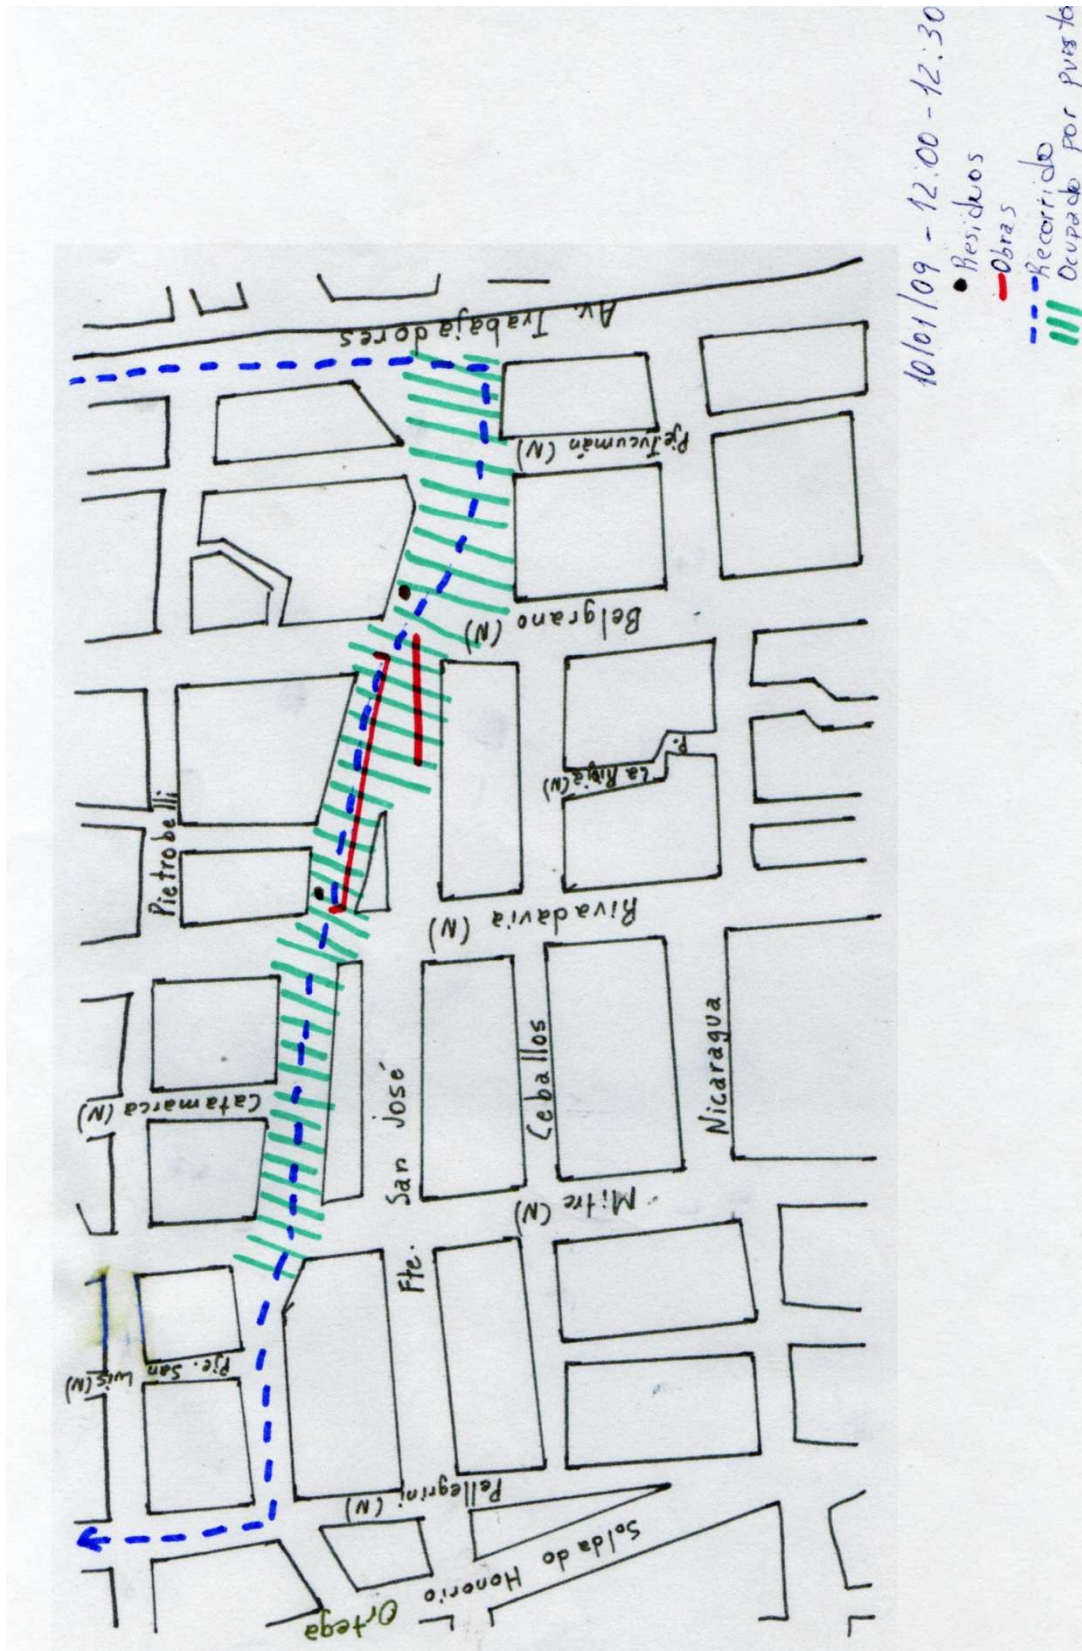 10/01/09 - 12:00 - 12:30
Residuos
Obras
Recorrido
Ocupado por puesto
Av. Trabajadores
Pje. Tucumán (N)
Belgrano (N)
P.
La Rioja (N)
Pietrobelli
Rivadavia (N)
Catamarca (N)
Fte. San José
Ceballos
Nicaragua
Mitre (N)
Pje. San Luis (N)
Pellegrini (N)
Soldado Honorio
Ortega